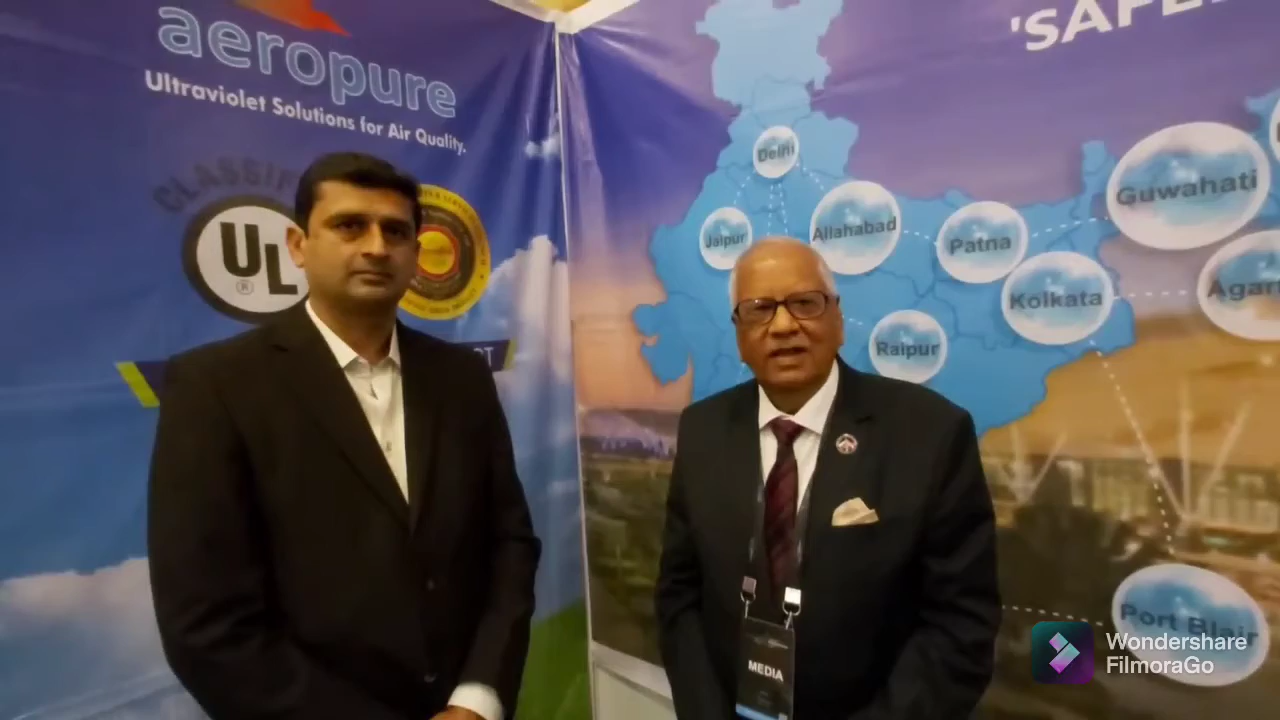 aeropure
Ultraviolet Solutions for Air Quality.
UL
®
'SAFE
Delhi
Jaipur
Allahabad
Patna
Guwahati
Kolkata
Raipur
Port Blair
MEDIA
Wondershare
FilmoraGo